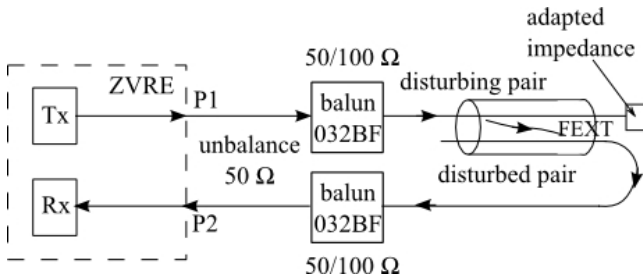 adapted
impedance
50/100 Ω
ZVRE
P1
Tx
balun
032BF
disturbing pair
FEXT
unbalance
50 Ω
disturbed pair
Rx
P2
balun
032BF
50/100 Ω